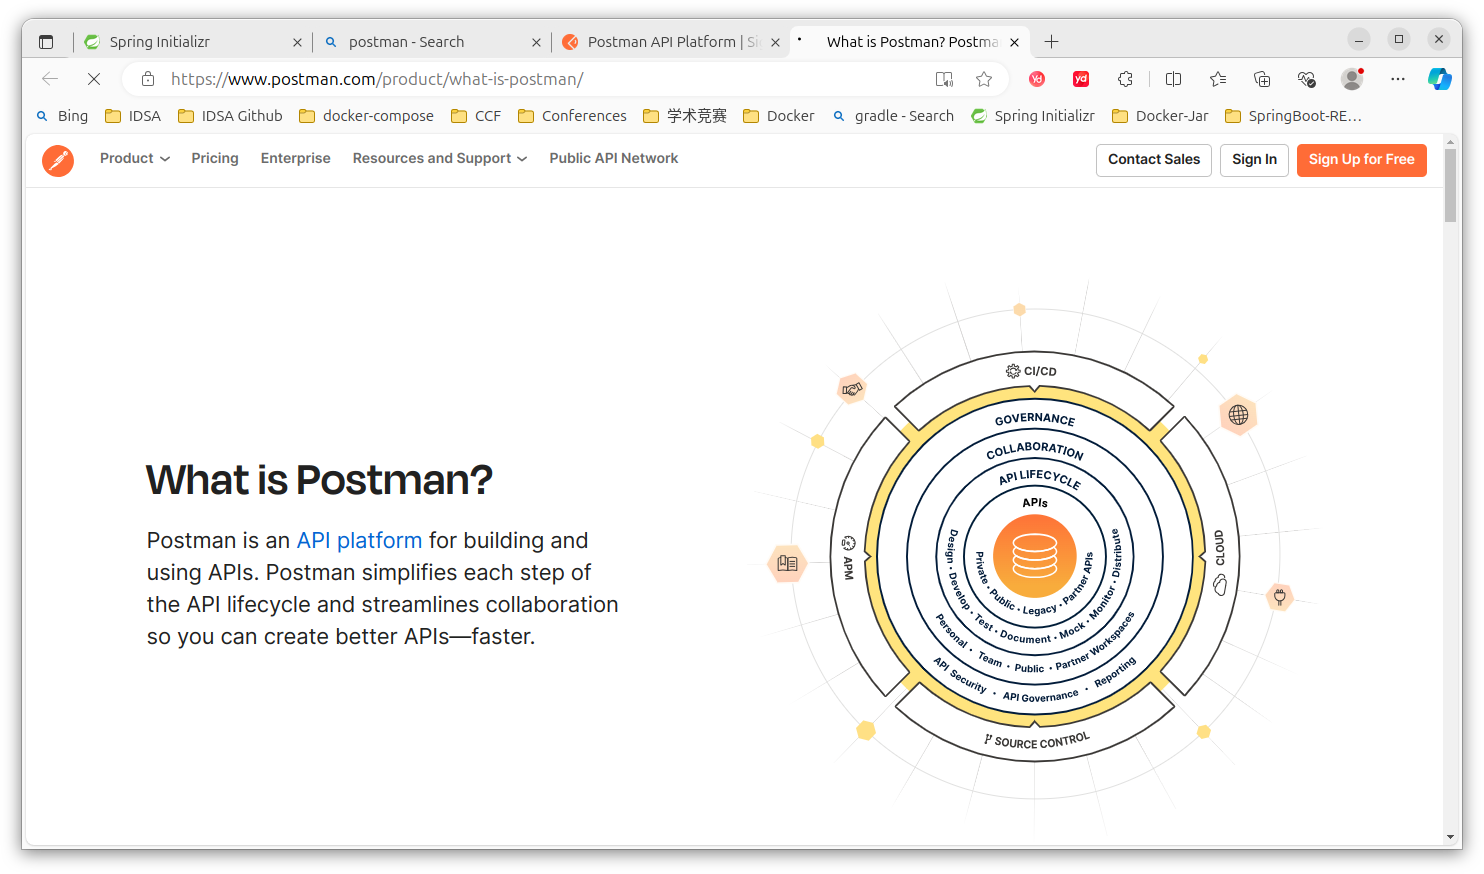 Spring Initializr
postman - Search
Postman API Platform | Si
What is Postman? Postma
https://www.postman.com/product/what-is-postman/
Bing
IDSA
IDSA Github
docker-compose
CCF
Conferences
学术竞赛
Docker
gradle - Search
Spring Initializr
Docker-Jar
SpringBoot-RE…
Product
Pricing
Enterprise
Resources and Support
Public API Network
Contact Sales
Sign In
Sign Up for Free
What is Postman?
Postman is an API platform for building and
using APIs. Postman simplifies each step of
the API lifecycle and streamlines collaboration
so you can create better APIs—faster.
CI/CD
GOVERNANCE
COLLABORATION
API LIFECYCLE
APIs
Private • Public • Legacy • Partner APIs
Design • Develop • Test • Document • Mock • Monitor • Distribute
Personal • Team • Public • Partner Workspaces
API Security • API Governance • Reporting
APM
CLOUD
SOURCE CONTROL
yd
yd